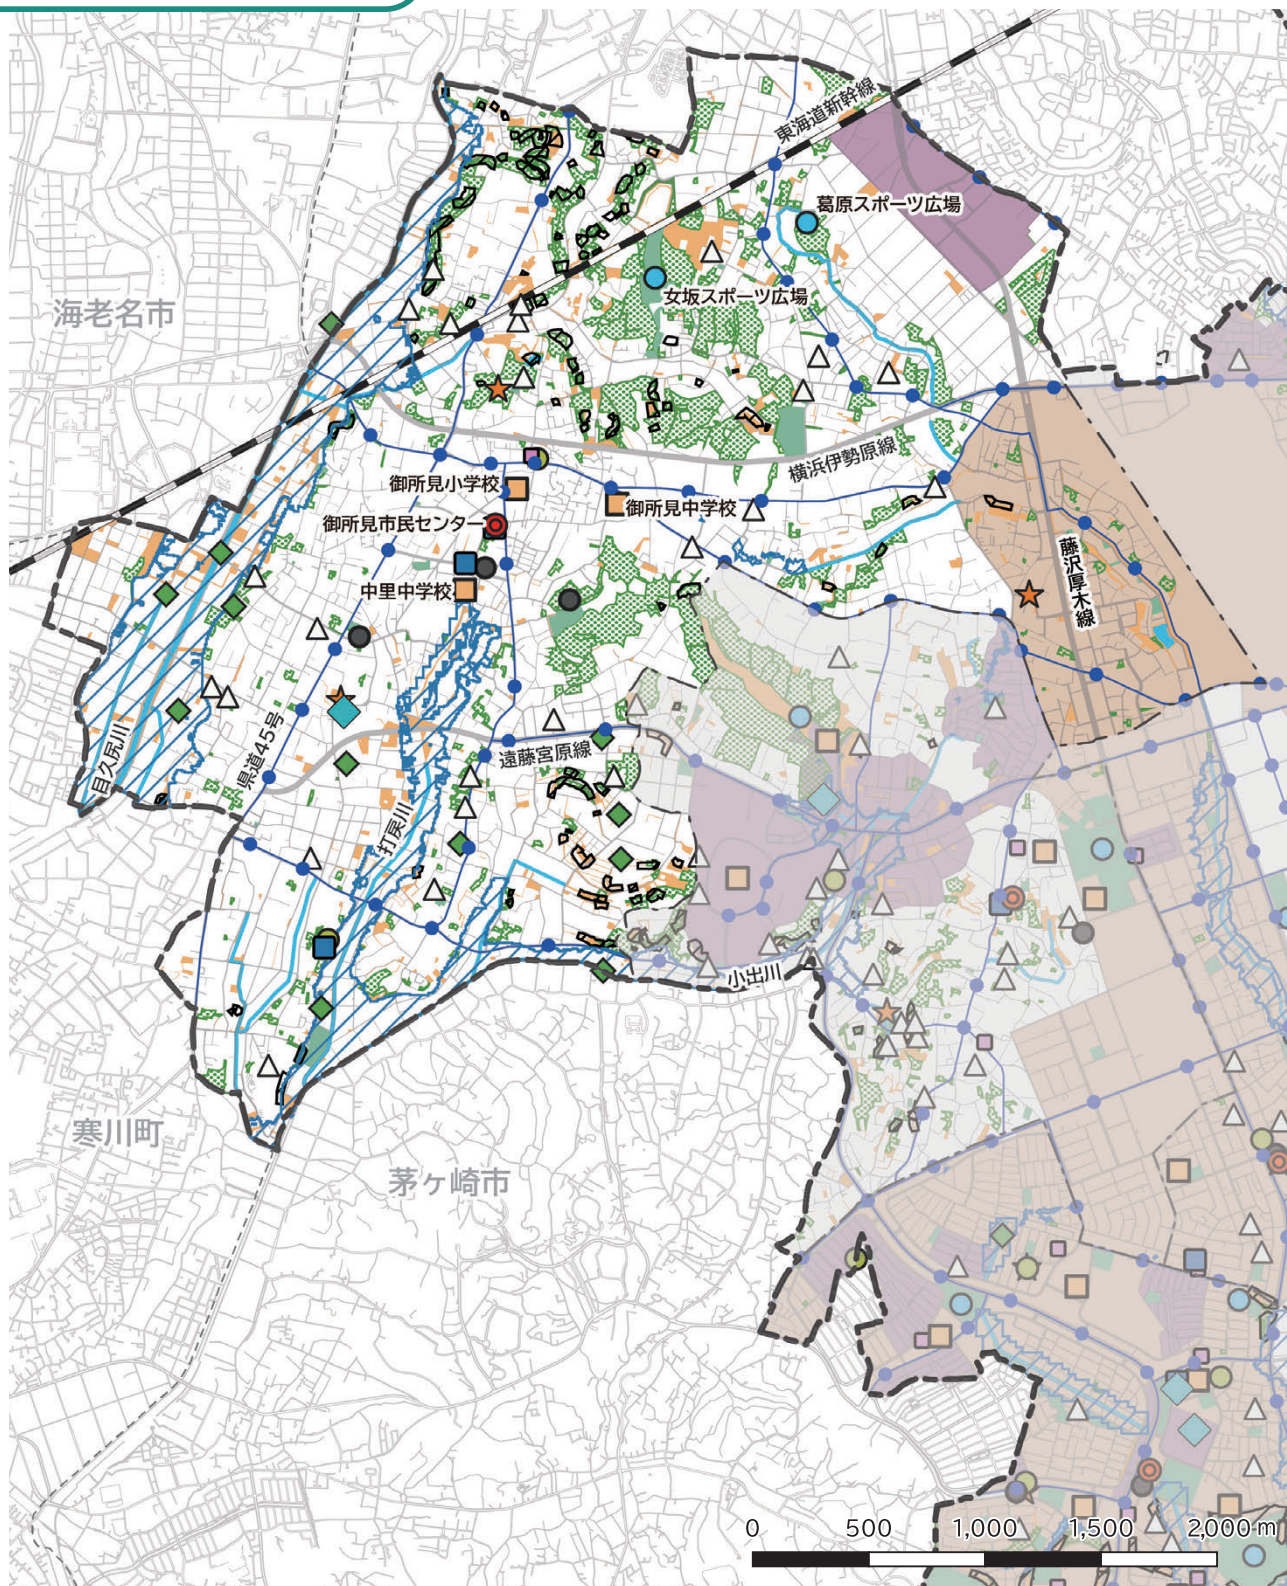 東海道新幹線
葛原スポーツ広場
女坂スポーツ広場
海老名市
横浜伊勢原線
御所見小学校
御所見中学校
御所見市民センター
中里中学校
藤沢厚木線
目久尻川
県道45号
遠藤宮原線
打戻川
小出川
寒川町
茅ヶ崎市
0 500 1,000 1,500 2,000 m